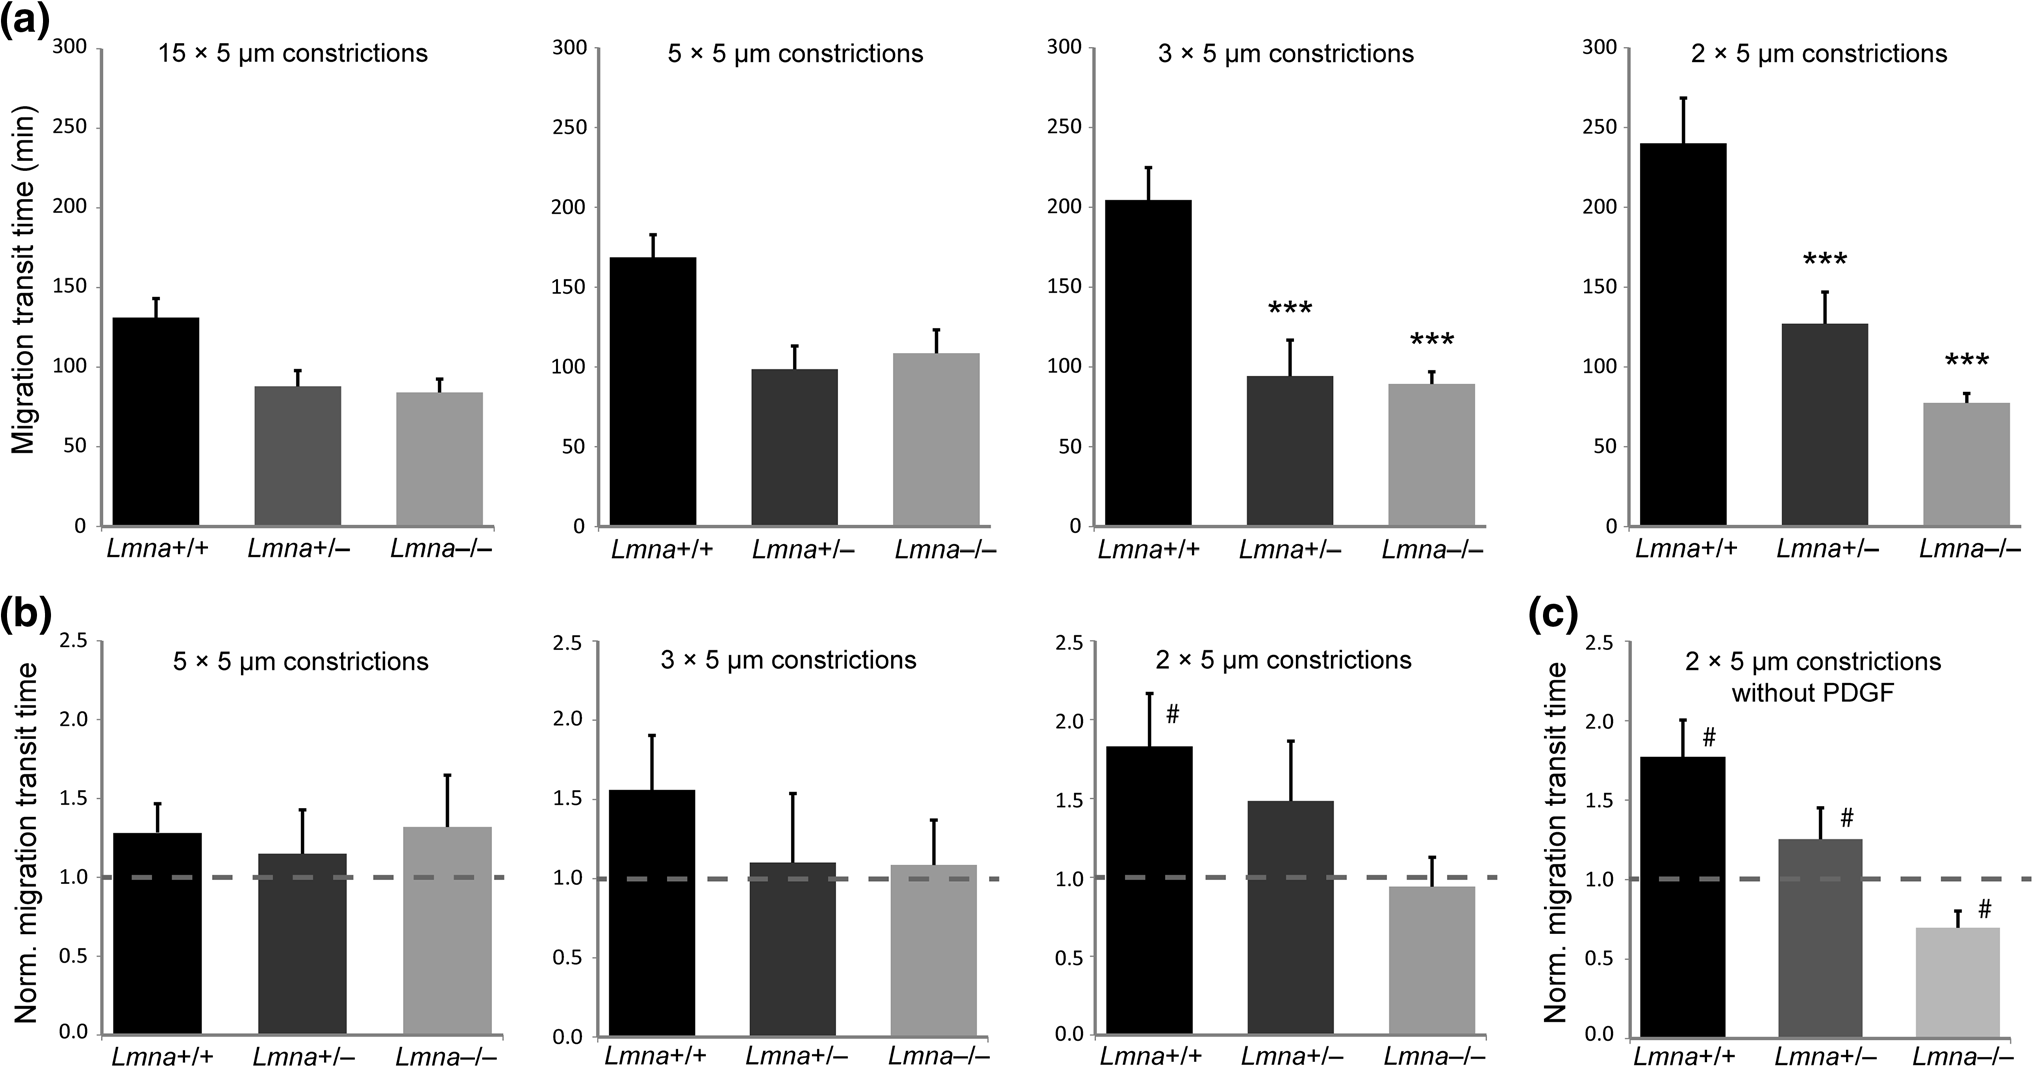 (a)
15 × 5 µm constrictions
5 × 5 µm constrictions
3 × 5 µm constrictions
2 × 5 µm constrictions
Migration transit time (min)
300
250
200
150
100
50
0
Lmna+/+
Lmna+/–
Lmna–/–
300
250
200
150
100
50
0
Lmna+/+
Lmna+/–
Lmna–/–
300
250
200
150
100
50
0
***
***
Lmna+/+
Lmna+/–
Lmna–/–
300
250
200
150
100
50
0
***
***
Lmna+/+
Lmna+/–
Lmna–/–
(b)
Norm. migration transit time
5 × 5 µm constrictions
2.5
2.0
1.5
1.0
0.5
0.0
Lmna+/+
Lmna+/–
Lmna–/–
3 × 5 µm constrictions
2.5
2.0
1.5
1.0
0.5
0.0
Lmna+/+
Lmna+/–
Lmna–/–
2 × 5 µm constrictions
2.5
2.0
1.5
1.0
0.5
0.0
#
Lmna+/+
Lmna+/–
Lmna–/–
(c)
Norm. migration transit time
2 × 5 µm constrictions
without PDGF
2.5
2.0
1.5
1.0
0.5
0.0
#
#
#
Lmna+/+
Lmna+/–
Lmna–/–